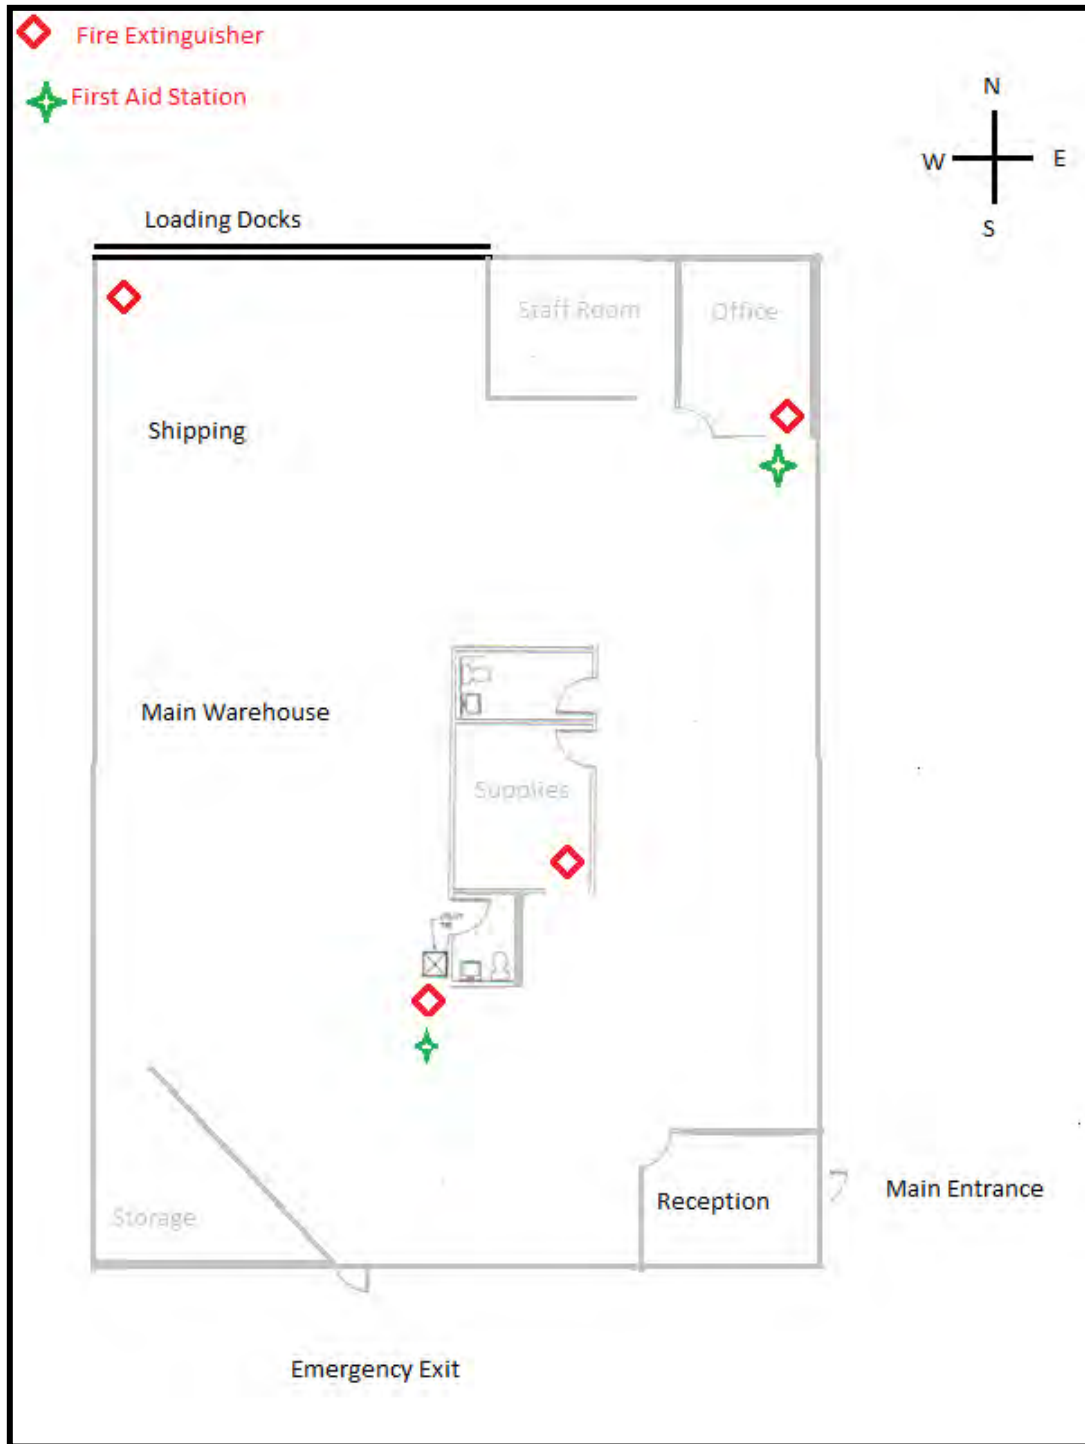 Fire Extinguisher
First Aid Station
N
W E
S
Loading Docks
Staff Room Office
Shipping
Main Warehouse
Supplies
Reception
Main Entrance
Storage
Emergency Exit